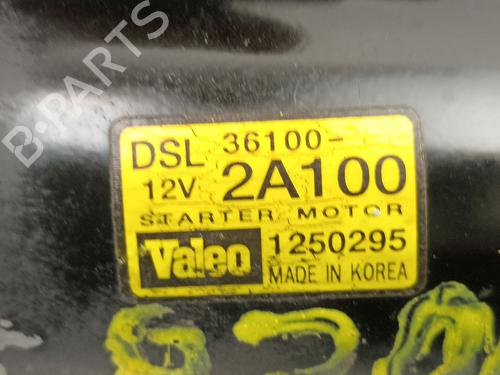 B-PARTS
DSL 36100-
12V 2A100
STARTER MOTOR
Valeo 1250295
MADE IN KOREA